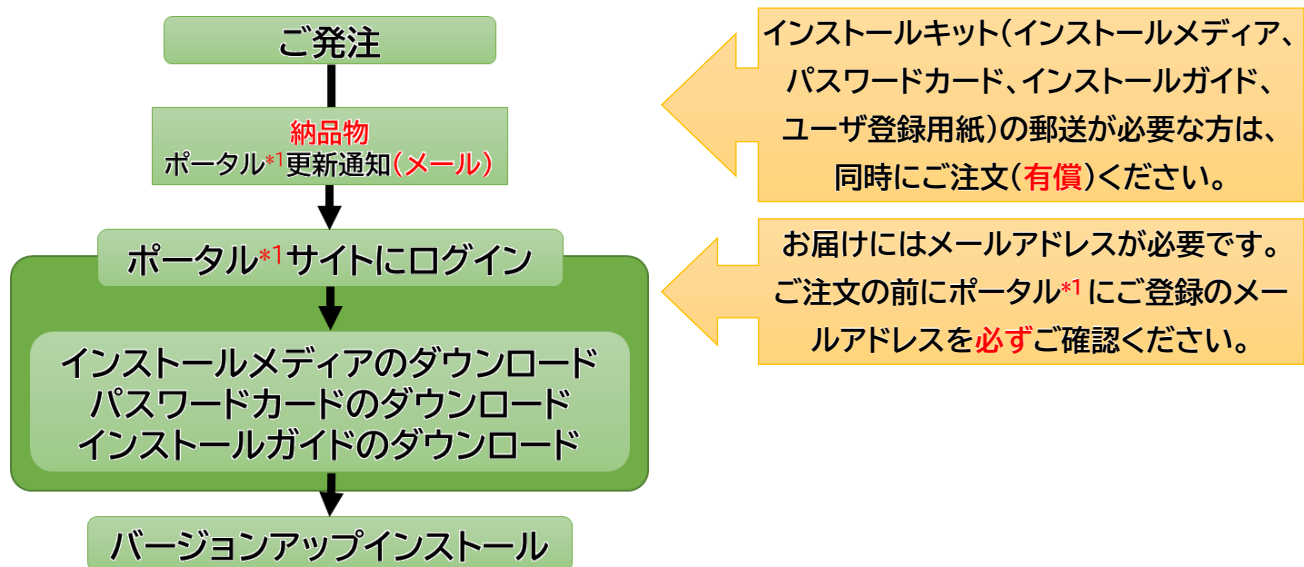 ご発注
納品物
ポータル*1更新通知(メール)
ポータル*1サイトにログイン
インストールメディアのダウンロード
パスワードカードのダウンロード
インストールガイドのダウンロード
バージョンアップインストール
インストールキット(インストールメディア、
パスワードカード、インストールガイド、
ユーザ登録用紙)の郵送が必要な方は、
同時にご注文(有償)ください。
お届けにはメールアドレスが必要です。
ご注文の前にポータル*1にご登録のメー
ルアドレスを必ずご確認ください。